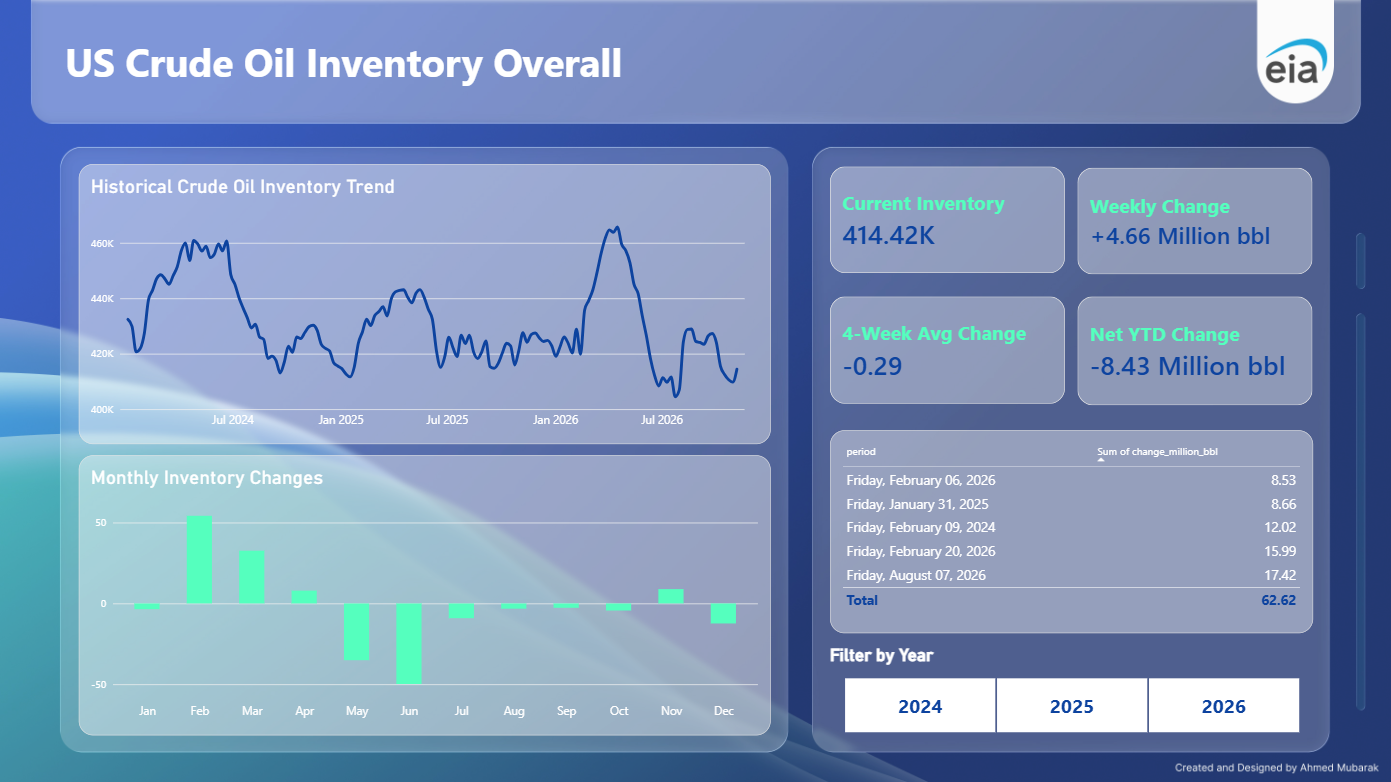 US Crude Oil Inventory Overall
eia
Historical Crude Oil Inventory Trend
460K
440K
420K
400K
Jul 2024 Jan 2025 Jul 2025 Jan 2026 Jul 2026
Monthly Inventory Changes
50
0
-50
Jan Feb Mar Apr May Jun Jul Aug Sep Oct Nov Dec
Current Inventory
414.42K
Weekly Change
+4.66 Million bbl
4-Week Avg Change
-0.29
Net YTD Change
-8.43 Million bbl
period Sum of change_million_bbl
Friday, February 06, 2026 8.53
Friday, January 31, 2025 8.66
Friday, February 09, 2024 12.02
Friday, February 20, 2026 15.99
Friday, August 07, 2026 17.42
Total 62.62
Filter by Year
2024 2025 2026
Created and Designed by Ahmed Mubarak